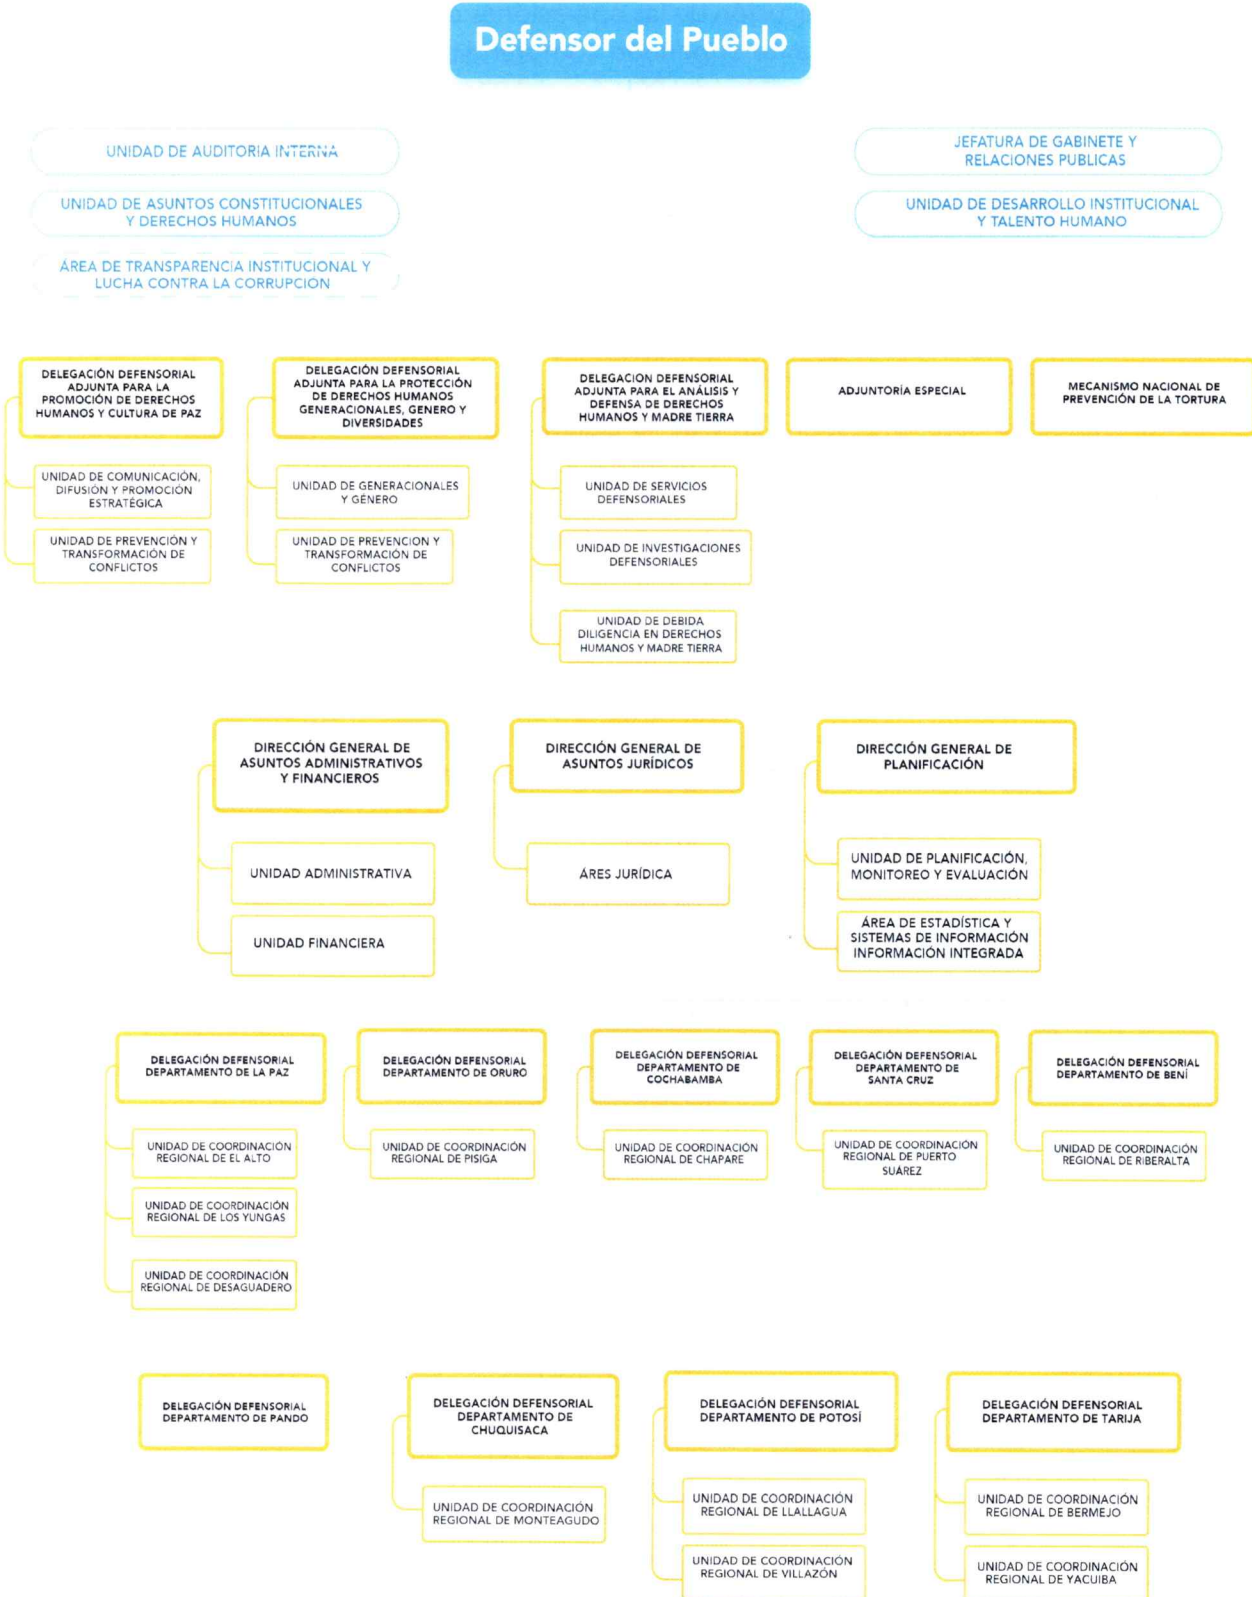 Defensor del Pueblo
UNIDAD DE AUDITORIA INTERNA
UNIDAD DE ASUNTOS CONSTITUCIONALES
Y DERECHOS HUMANOS
ÁREA DE TRANSPARENCIA INSTITUCIONAL Y
LUCHA CONTRA LA CORRUPCION
JEFATURA DE GABINETE Y
RELACIONES PUBLICAS
UNIDAD DE DESARROLLO INSTITUCIONAL
Y TALENTO HUMANO
DELEGACIÓN DEFENSORIAL
ADJUNTA PARA LA
PROMOCIÓN DE DERECHOS
HUMANOS Y CULTURA DE PAZ
UNIDAD DE COMUNICACIÓN,
DIFUSIÓN Y PROMOCIÓN
ESTRATÉGICA
UNIDAD DE PREVENCIÓN Y
TRANSFORMACIÓN DE
CONFLICTOS
DELEGACIÓN DEFENSORIAL
ADJUNTA PARA LA PROTECCIÓN
DE DERECHOS HUMANOS
GENERACIONALES, GENERO Y
DIVERSIDADES
UNIDAD DE GENERACIONALES
Y GÉNERO
UNIDAD DE PREVENCION Y
TRANSFORMACIÓN DE
CONFLICTOS
DELEGACION DEFENSORIAL
ADJUNTA PARA EL ANÁLISIS Y
DEFENSA DE DERECHOS
HUMANOS Y MADRE TIERRA
UNIDAD DE SERVICIOS
DEFENSORIALES
UNIDAD DE INVESTIGACIONES
DEFENSORIALES
UNIDAD DE DEBIDA
DILIGENCIA EN DERECHOS
HUMANOS Y MADRE TIERRA
ADJUNTORÍA ESPECIAL
MECANISMO NACIONAL DE
PREVENCIÓN DE LA TORTURA
DIRECCIÓN GENERAL DE
ASUNTOS ADMINISTRATIVOS
Y FINANCIEROS
UNIDAD ADMINISTRATIVA
UNIDAD FINANCIERA
DIRECCIÓN GENERAL DE
ASUNTOS JURÍDICOS
ÁRES JURÍDICA
DIRECCIÓN GENERAL DE
PLANIFICACIÓN
UNIDAD DE PLANIFICACIÓN,
MONITOREO Y EVALUACIÓN
ÁREA DE ESTADÍSTICA Y
SISTEMAS DE INFORMACIÓN
INFORMACIÓN INTEGRADA
DELEGACIÓN DEFENSORIAL
DEPARTAMENTO DE LA PAZ
UNIDAD DE COORDINACIÓN
REGIONAL DE EL ALTO
UNIDAD DE COORDINACIÓN
REGIONAL DE LOS YUNGAS
UNIDAD DE COORDINACIÓN
REGIONAL DE DESAGUADERO
DELEGACIÓN DEFENSORIAL
DEPARTAMENTO DE ORURO
UNIDAD DE COORDINACIÓN
REGIONAL DE PISIGA
DELEGACIÓN DEFENSORIAL
DEPARTAMENTO DE
COCHABAMBA
UNIDAD DE COORDINACIÓN
REGIONAL DE CHAPARE
DELEGACIÓN DEFENSORIAL
DEPARTAMENTO DE
SANTA CRUZ
UNIDAD DE COORDINACIÓN
REGIONAL DE PUERTO
SUÁREZ
DELEGACIÓN DEFENSORIAL
DEPARTAMENTO DE BENÍ
UNIDAD DE COORDINACIÓN
REGIONAL DE RIBERALTA
DELEGACIÓN DEFENSORIAL
DEPARTAMENTO DE PANDO
DELEGACIÓN DEFENSORIAL
DEPARTAMENTO DE
CHUQUISACA
UNIDAD DE COORDINACIÓN
REGIONAL DE MONTEAGUDO
DELEGACIÓN DEFENSORIAL
DEPARTAMENTO DE POTOSÍ
UNIDAD DE COORDINACIÓN
REGIONAL DE LLALLAGUA
UNIDAD DE COORDINACIÓN
REGIONAL DE VILLAZÓN
DELEGACIÓN DEFENSORIAL
DEPARTAMENTO DE TARIJA
UNIDAD DE COORDINACIÓN
REGIONAL DE BERMEJO
UNIDAD DE COORDINACIÓN
REGIONAL DE YACUIBA